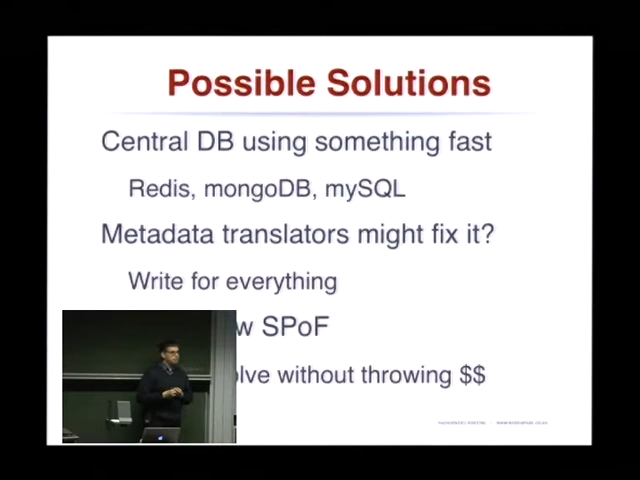 Possible Solutions
Central DB using something fast
Redis, mongoDB, mySQL
Metadata translators might fix it?
Write for everything
SPoF
without throwing $$